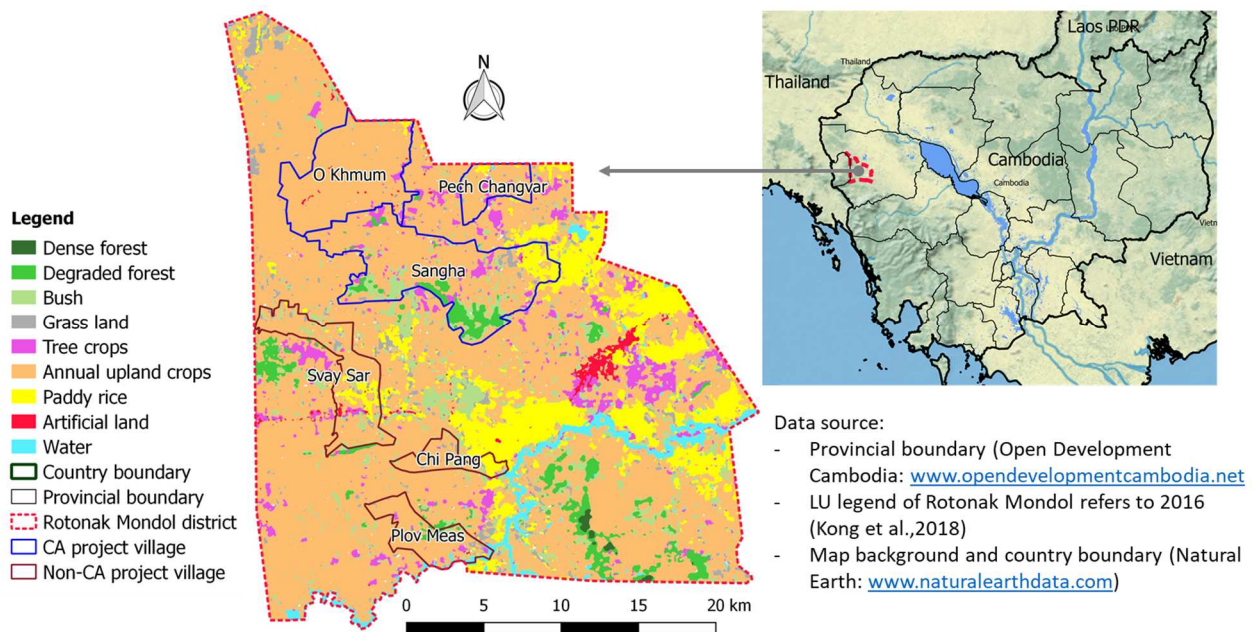 N
O Khmum
Pech Changvar
Sangha
Svay Sar
Chi Pang
Plov Meas
0 5 10 15 20 km
Legend
Dense forest
Degraded forest
Bush
Grass land
Tree crops
Annual upland crops
Paddy rice
Artificial land
Water
Country boundary
Provincial boundary
Rotonak Mondol district
CA project village
Non-CA project village
Laos PDR
Thailand
Thailand
Cambodia
Cambodia
Vietnam
Data source:
- Provincial boundary (Open Development
Cambodia: www.opendevelopmentcambodia.net
- LU legend of Rotonak Mondol refers to 2016
(Kong et al.,2018)
- Map background and country boundary (Natural
Earth: www.naturalearthdata.com)